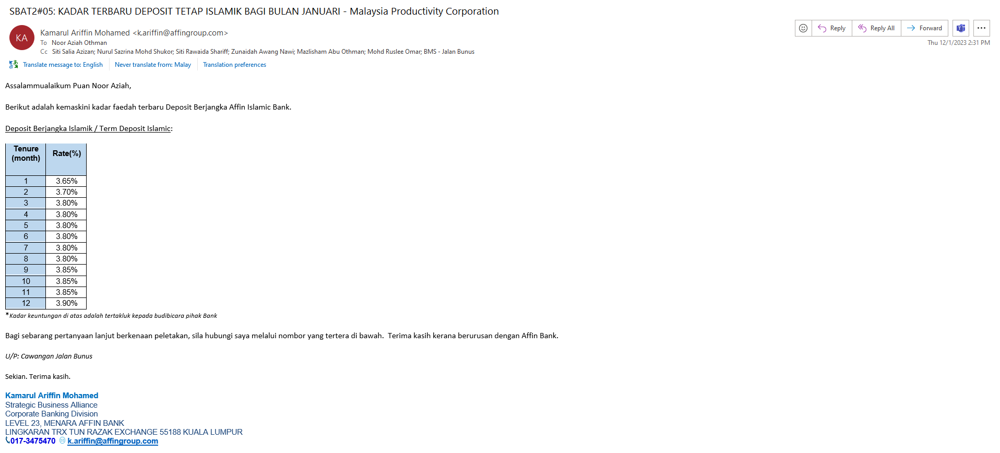 SBAT2#05: KADAR TERBARU DEPOSIT TETAP ISLAMIK BAGI BULAN JANUARI - Malaysia Productivity Corporation
KA
Kamarul Ariffin Mohamed <k.ariffin@affingroup.com>
To Noor Aziah Othman
Cc Siti Salia Azizan; Nurul Sazrina Mohd Shukor; Siti Rawaida Shariff; Zunaidah Awang Nawi; Mazlisham Abu Othman; Mohd Ruslee Omar; BMS - Jalan Bunus
Reply Reply All Forward
Thu 12/1/2023 2:31 PM
Translate message to: English Never translate from: Malay Translation preferences
Assalammualaikum Puan Noor Aziah,
Berikut adalah kemaskini kadar faedah terbaru Deposit Berjangka Affin Islamic Bank.
Deposit Berjangka Islamik / Term Deposit Islamic:
Tenure (month) Rate(%)
1 3.65%
2 3.70%
3 3.80%
4 3.80%
5 3.80%
6 3.80%
7 3.80%
8 3.80%
9 3.85%
10 3.85%
11 3.85%
12 3.90%
*Kadar keuntungan di atas adalah tertakluk kepada budibicara pihak Bank
Bagi sebarang pertanyaan lanjut berkenaan peletakan, sila hubungi saya melalui nombor yang tertera di bawah. Terima kasih kerana berurusan dengan Affin Bank.
U/P: Cawangan Jalan Bunus
Sekian. Terima kasih.
Kamarul Ariffin Mohamed
Strategic Business Alliance
Corporate Banking Division
LEVEL 23, MENARA AFFIN BANK
LINGKARAN TRX TUN RAZAK EXCHANGE 55188 KUALA LUMPUR
017-3475470 k.ariffin@affingroup.com